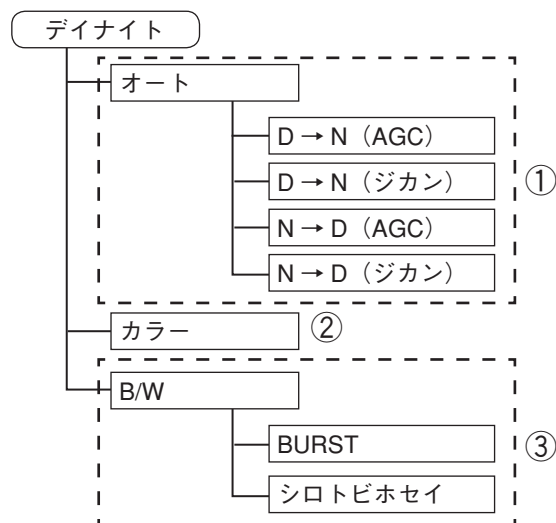 デイナイト
オート
D → N（AGC）
D → N（ジカン）
①
N → D（AGC）
N → D（ジカン）
カラー
②
B/W
BURST
③
シロトビホセイ